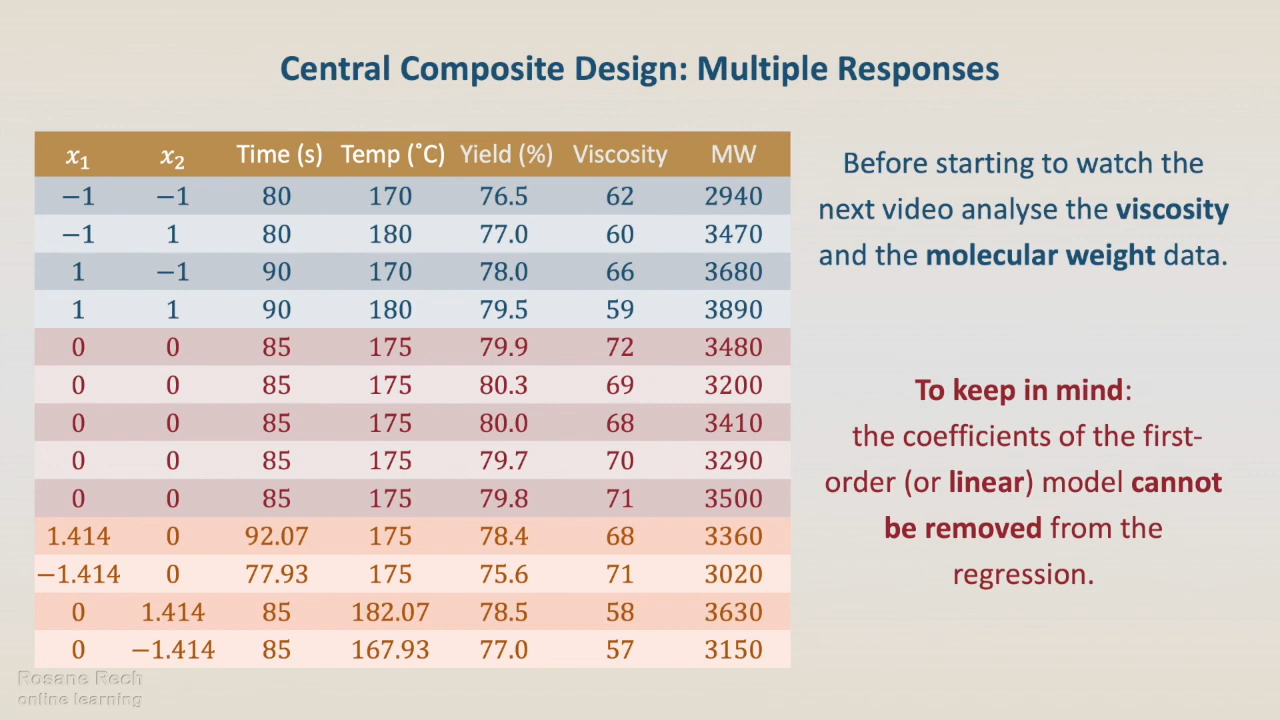 Central Composite Design: Multiple Responses
x₁ x₂ Time (s) Temp (˚C) Yield (%) Viscosity MW
−1 −1 80 170 76.5 62 2940
−1 1 80 180 77.0 60 3470
1 −1 90 170 78.0 66 3680
1 1 90 180 79.5 59 3890
0 0 85 175 79.9 72 3480
0 0 85 175 80.3 69 3200
0 0 85 175 80.0 68 3410
0 0 85 175 79.7 70 3290
0 0 85 175 79.8 71 3500
1.414 0 92.07 175 78.4 68 3360
−1.414 0 77.93 175 75.6 71 3020
0 1.414 85 182.07 78.5 58 3630
0 −1.414 85 167.93 77.0 57 3150
Before starting to watch the
next video analyse the viscosity
and the molecular weight data.
To keep in mind:
the coefficients of the first-
order (or linear) model cannot
be removed from the
regression.
Rosane Rech
online learning